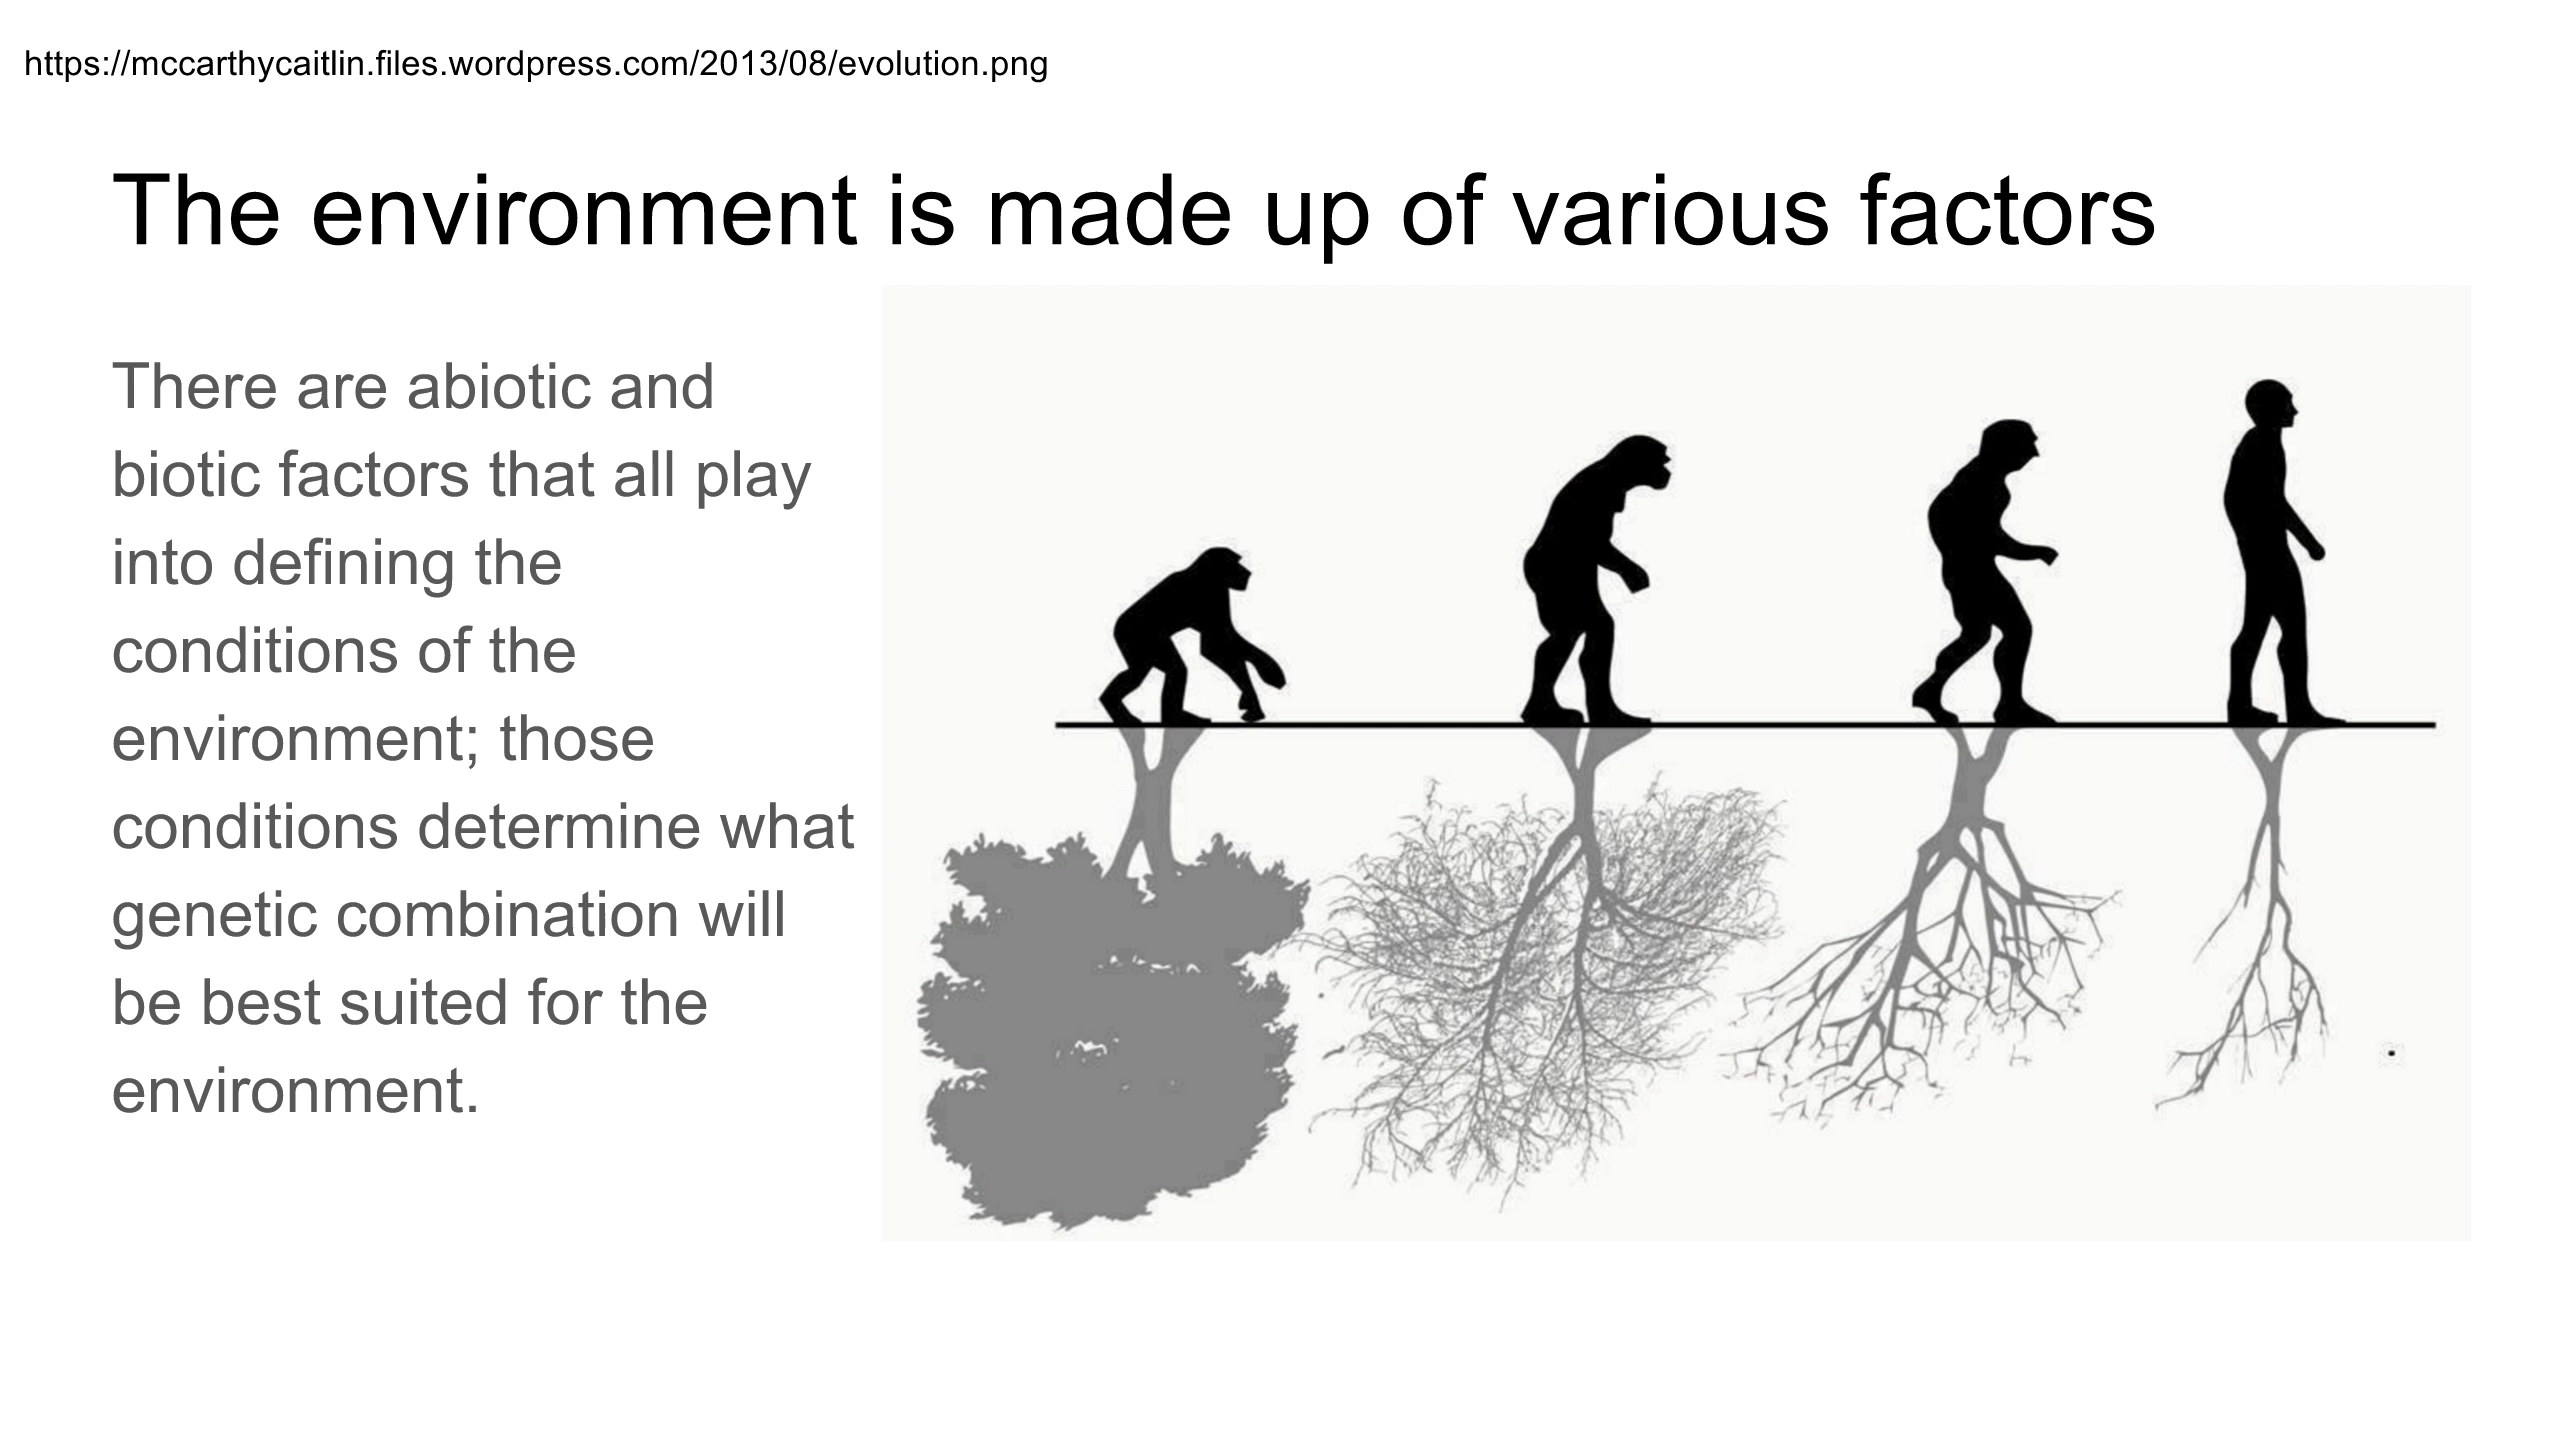 https://mccarthycaitlin.files.wordpress.com/2013/08/evolution.png
The environment is made up of various factors
There are abiotic and
biotic factors that all play
into defining the
conditions of the
environment; those
conditions determine what
genetic combination will
be best suited for the
environment.